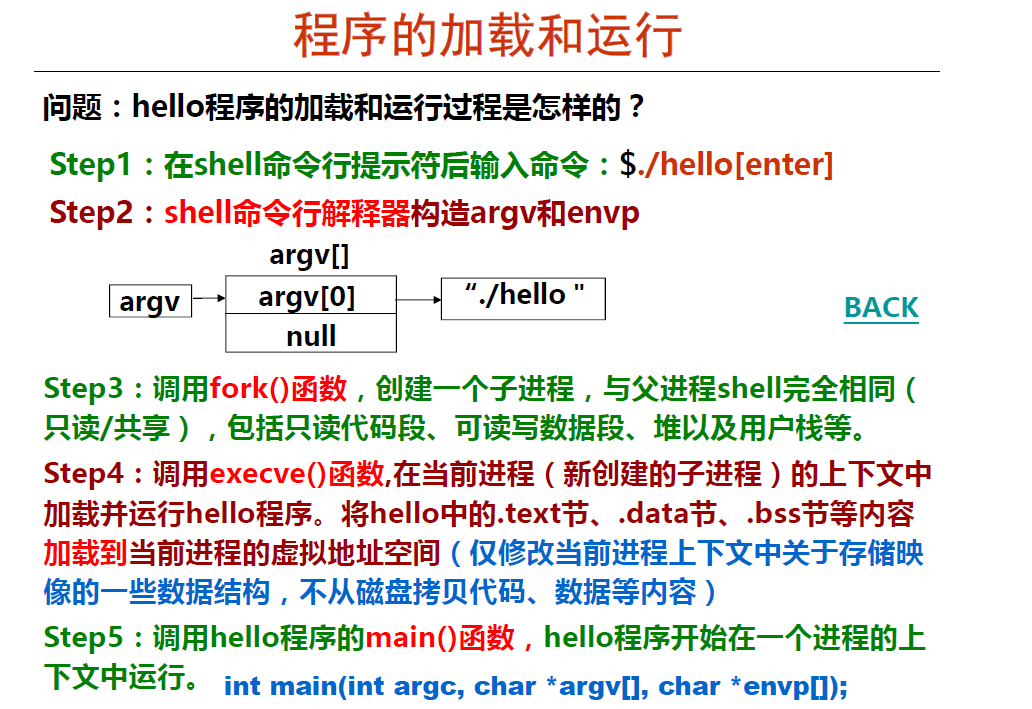 程序的加载和运行
问题：hello程序的加载和运行过程是怎样的？
Step1：在shell命令行提示符后输入命令：$./hello[enter]
Step2：shell命令行解释器构造argv和envp
argv[]
argv
argv[0]
“./hello "
null
BACK
Step3：调用fork()函数，创建一个子进程，与父进程shell完全相同（
只读/共享），包括只读代码段、可读写数据段、堆以及用户栈等。
Step4：调用execve()函数,在当前进程（新创建的子进程）的上下文中
加载并运行hello程序。将hello中的.text节、.data节、.bss节等内容
加载到当前进程的虚拟地址空间（仅修改当前进程上下文中关于存储映
像的一些数据结构，不从磁盘拷贝代码、数据等内容）
Step5：调用hello程序的main()函数，hello程序开始在一个进程的上
下文中运行。 int main(int argc, char *argv[], char *envp[]);